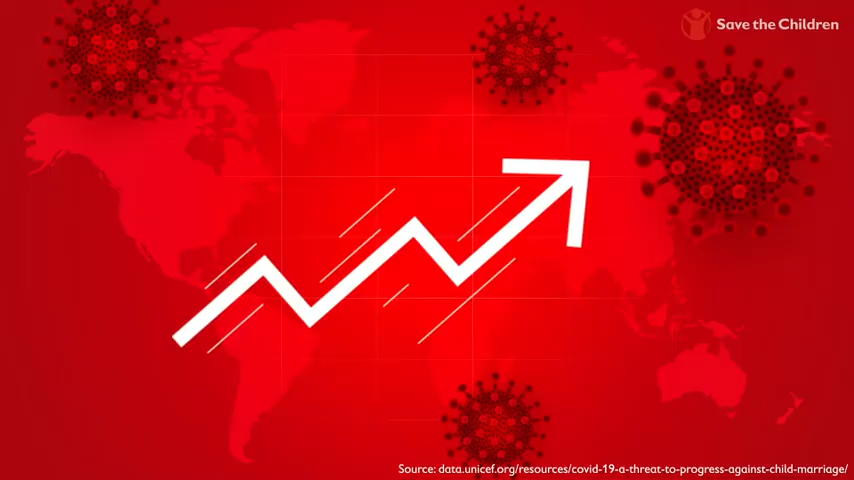 Save the Children
Source: data.unicef.org/resources/covid-19-a-threat-to-progress-against-child-marriage/